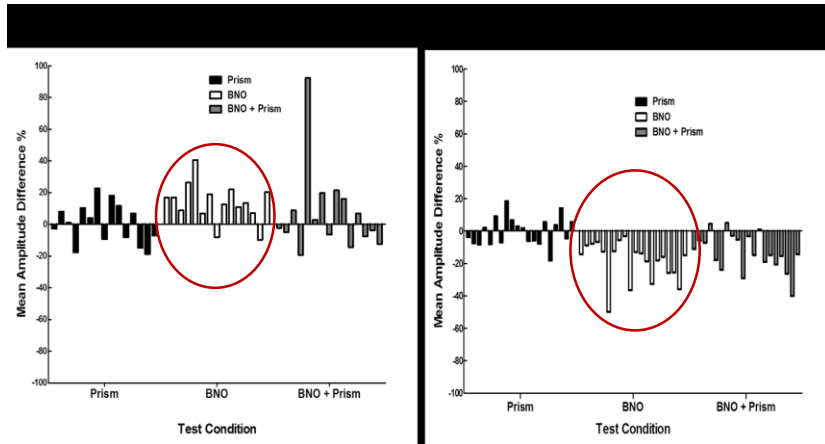 100
80
60
40
20
0
-20
-40
-60
-80
-100
Mean Amplitude Difference %
Prism
BNO
BNO + Prism
Prism BNO BNO + Prism
Test Condition
100
80
60
40
20
0
-20
-40
-60
-80
-100
Mean Amplitude Difference %
Prism
BNO
BNO + Prism
Prism BNO BNO + Prism
Test Condition